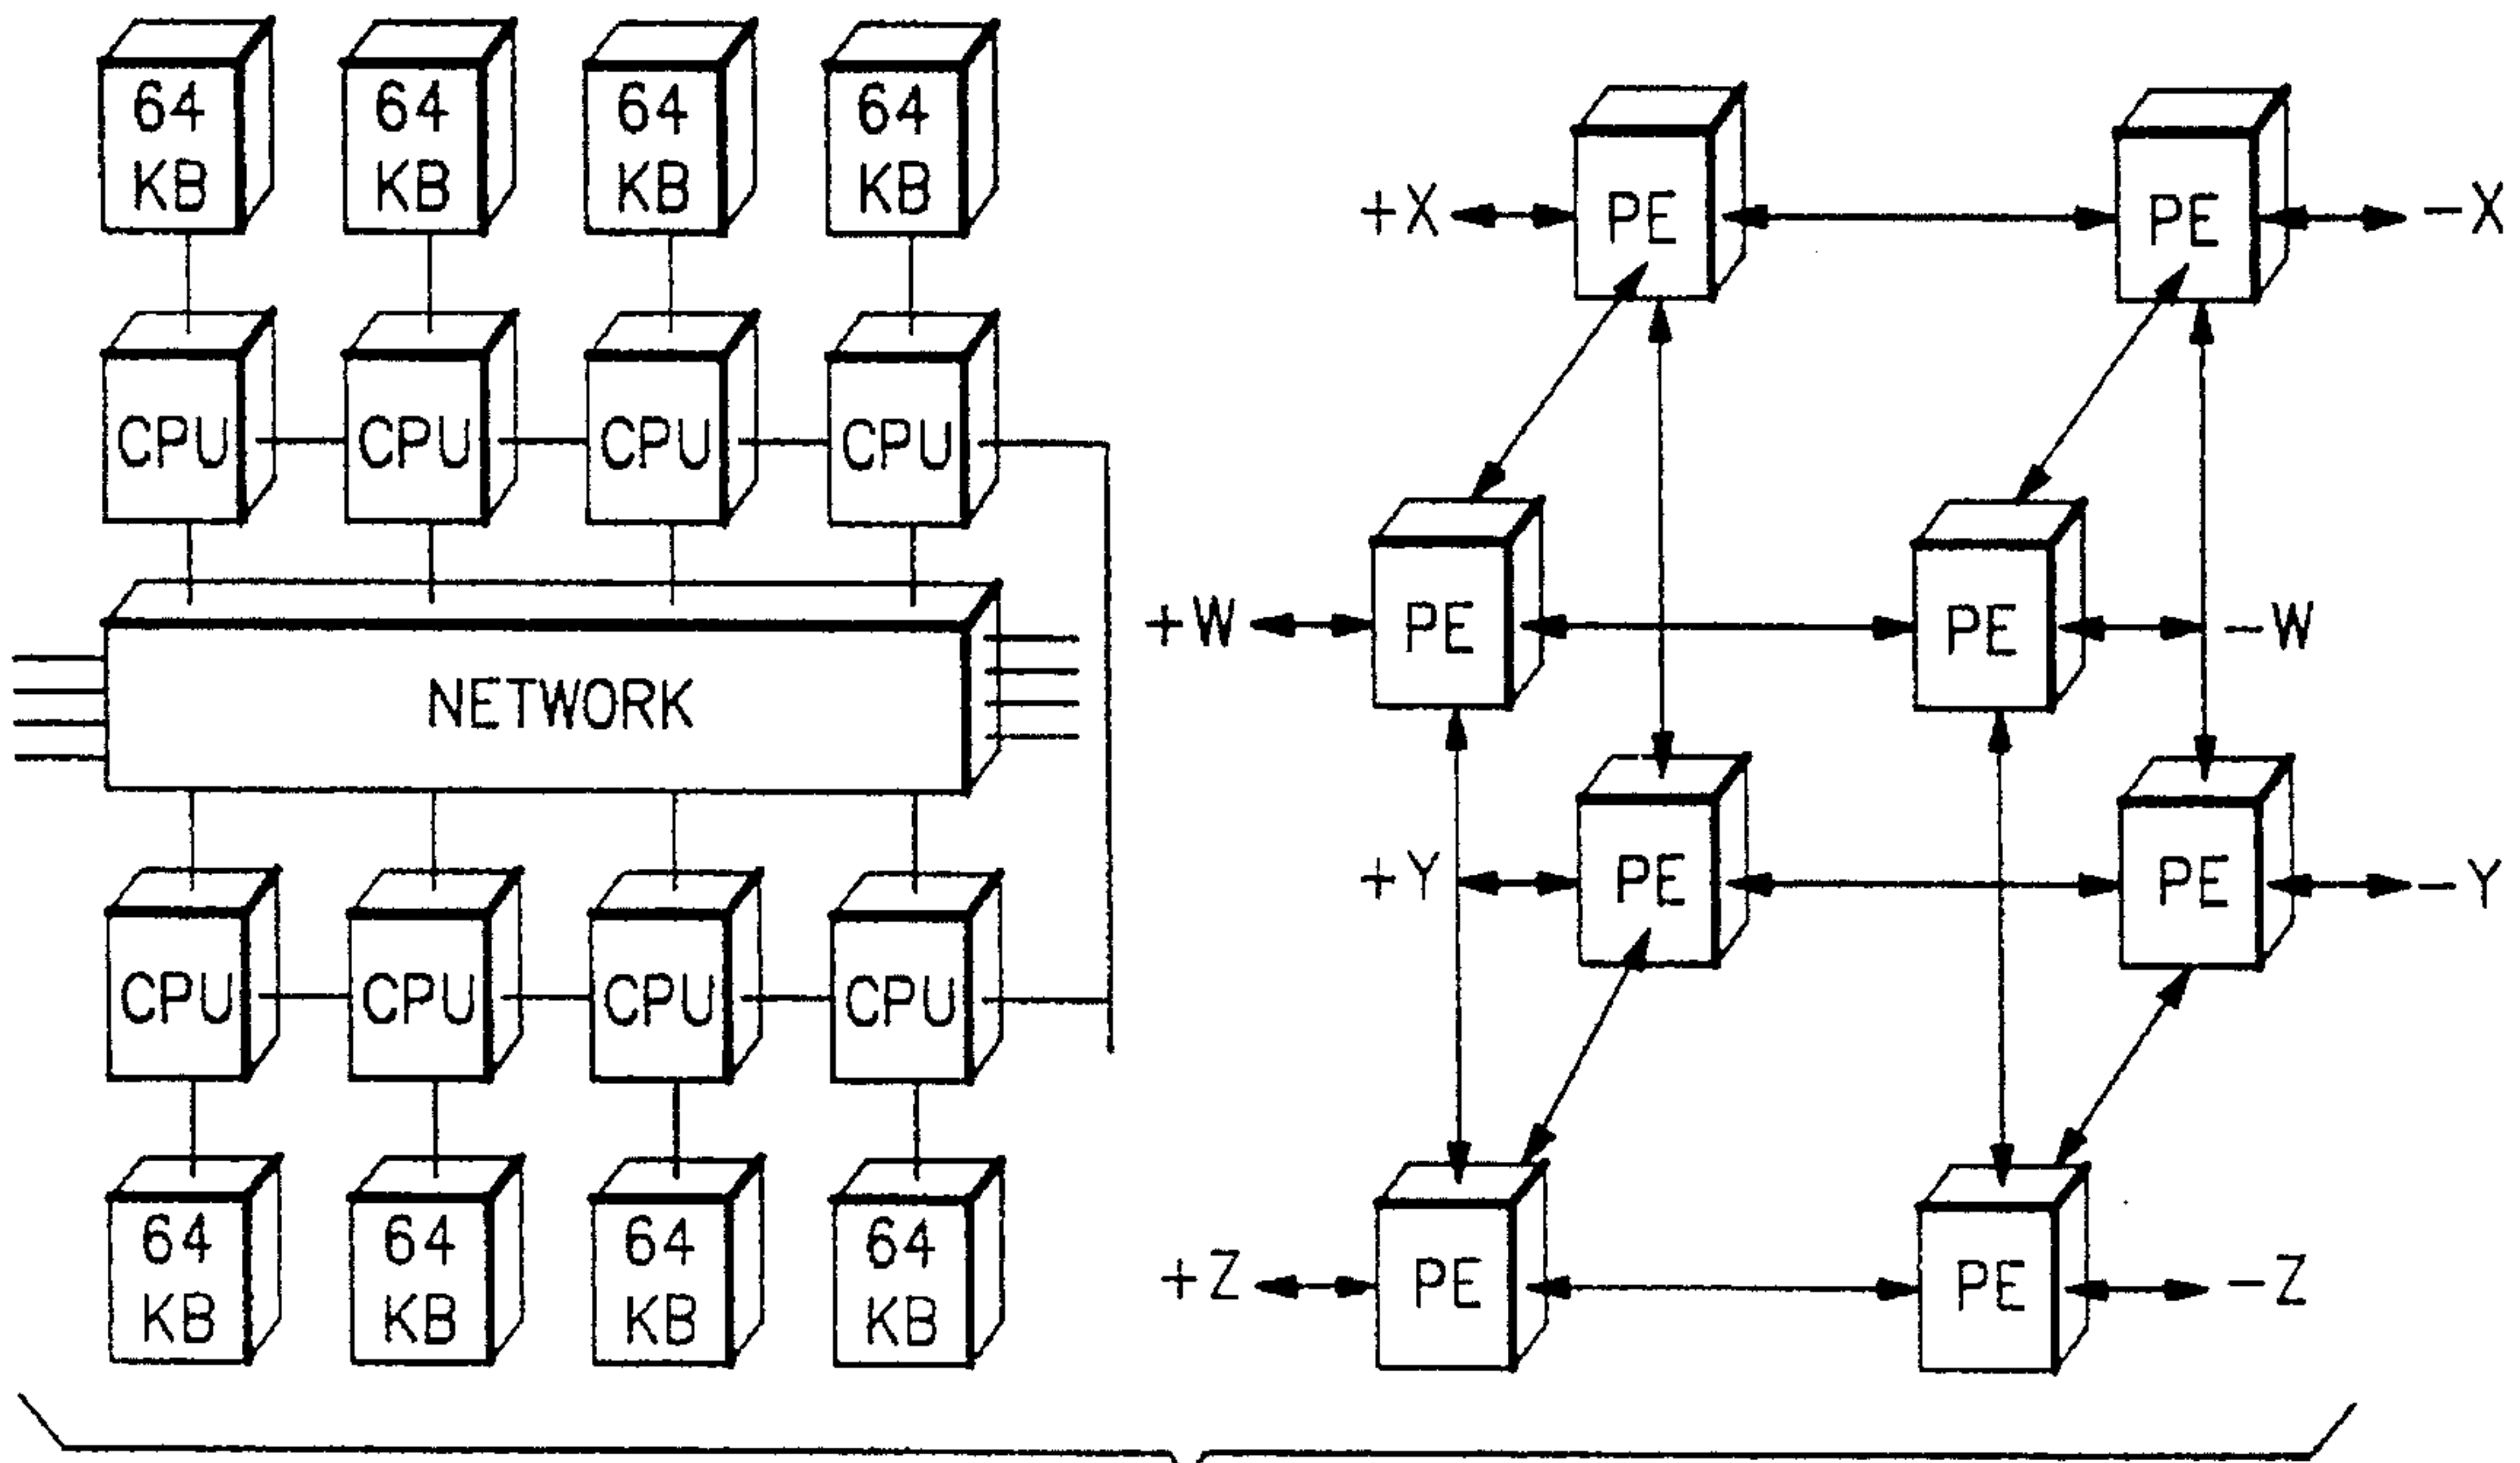 64 KB
64 KB
64 KB
64 KB
CPU
CPU
CPU
CPU
NETWORK
CPU
CPU
CPU
CPU
64 KB
64 KB
64 KB
64 KB
+X
PE
PE
-X
+W
PE
PE
-W
+Y
PE
PE
-Y
+Z
PE
PE
-Z